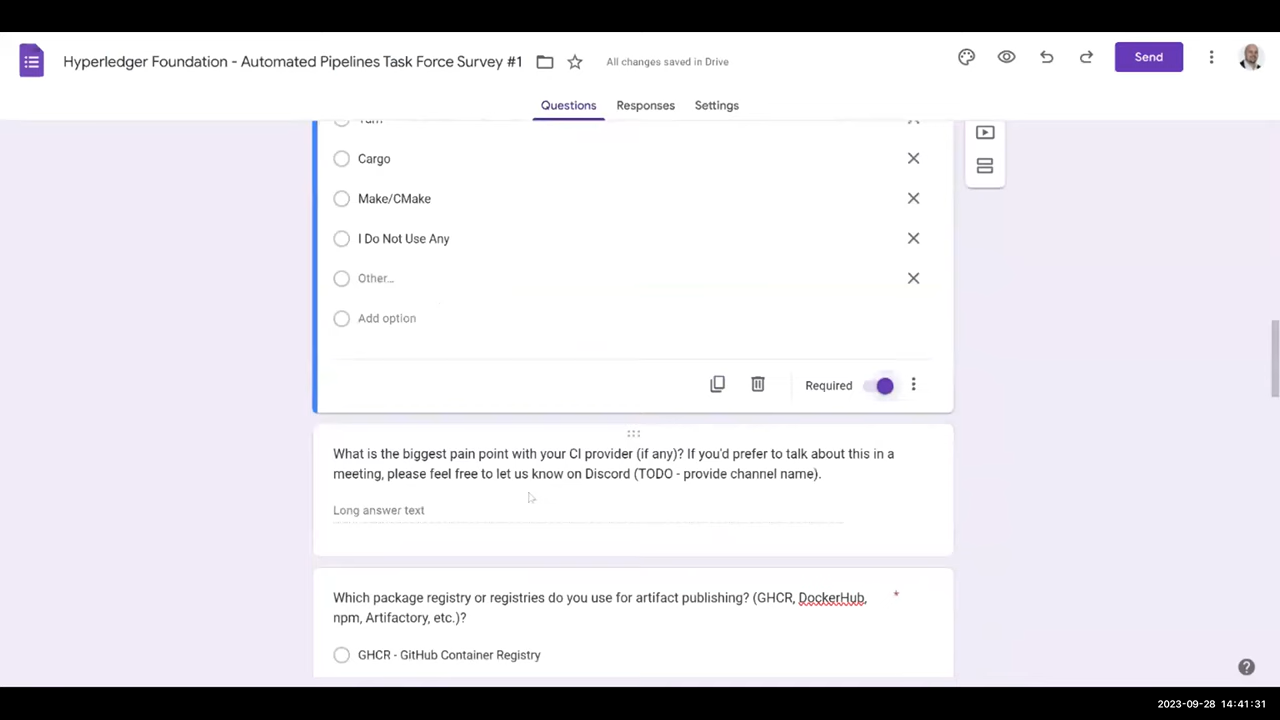 Hyperledger Foundation - Automated Pipelines Task Force Survey #1
All changes saved in Drive
Send
Questions
Responses
Settings
Cargo
Make/CMake
I Do Not Use Any
Other...
Add option
Required
What is the biggest pain point with your CI provider (if any)? If you'd prefer to talk about this in a
meeting, please feel free to let us know on Discord (TODO - provide channel name).
Long answer text
Which package registry or registries do you use for artifact publishing? (GHCR, DockerHub, *
npm, Artifactory, etc.)?
GHCR - GitHub Container Registry
2023-09-28 14:41:31